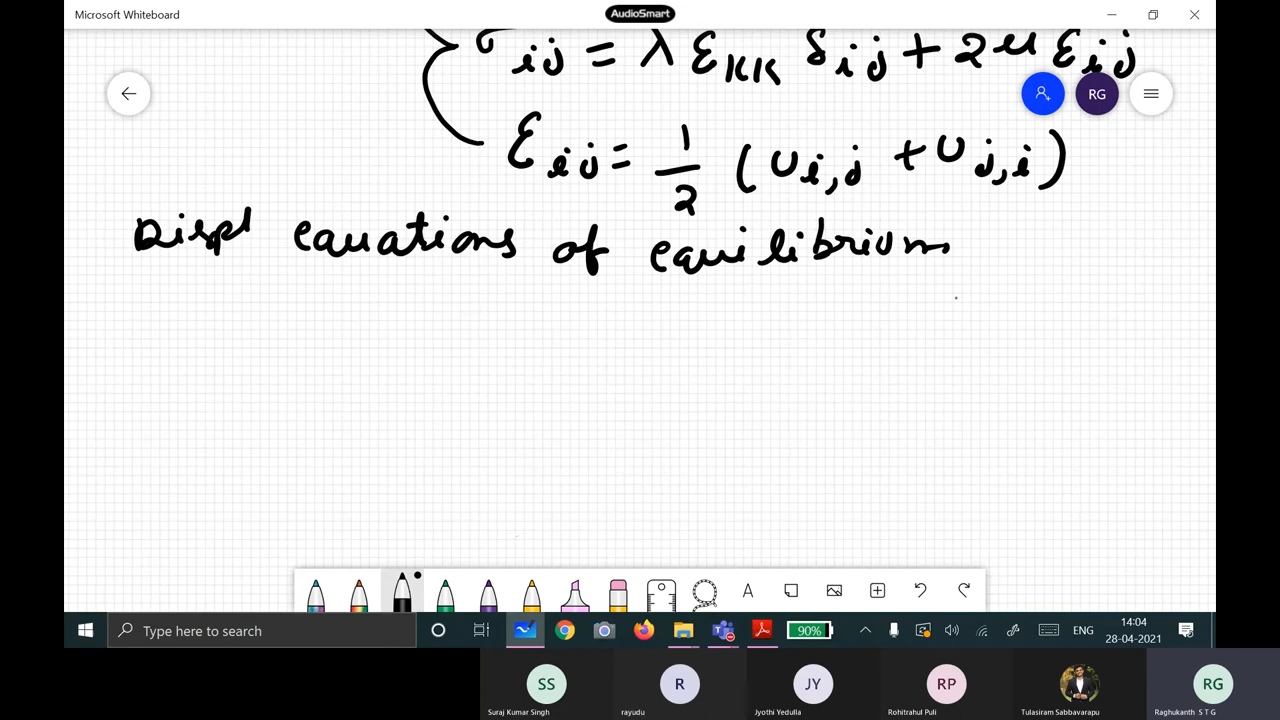 Microsoft Whiteboard
AudioSmart
σij = λ εKK δij + 2μ εij
RG
εij = 1/2 (ui,j + uj,i)
Displ equations of equilibrium
A
Type here to search
90%
ENG
14:04
28-04-2021
SS
R
JY
RP
RG
Suraj Kumar Singh
rayudu
Jyothi Yedulla
Rohitrahul Puli
Tulasiram Sabbavarapu
Raghukanth S T G